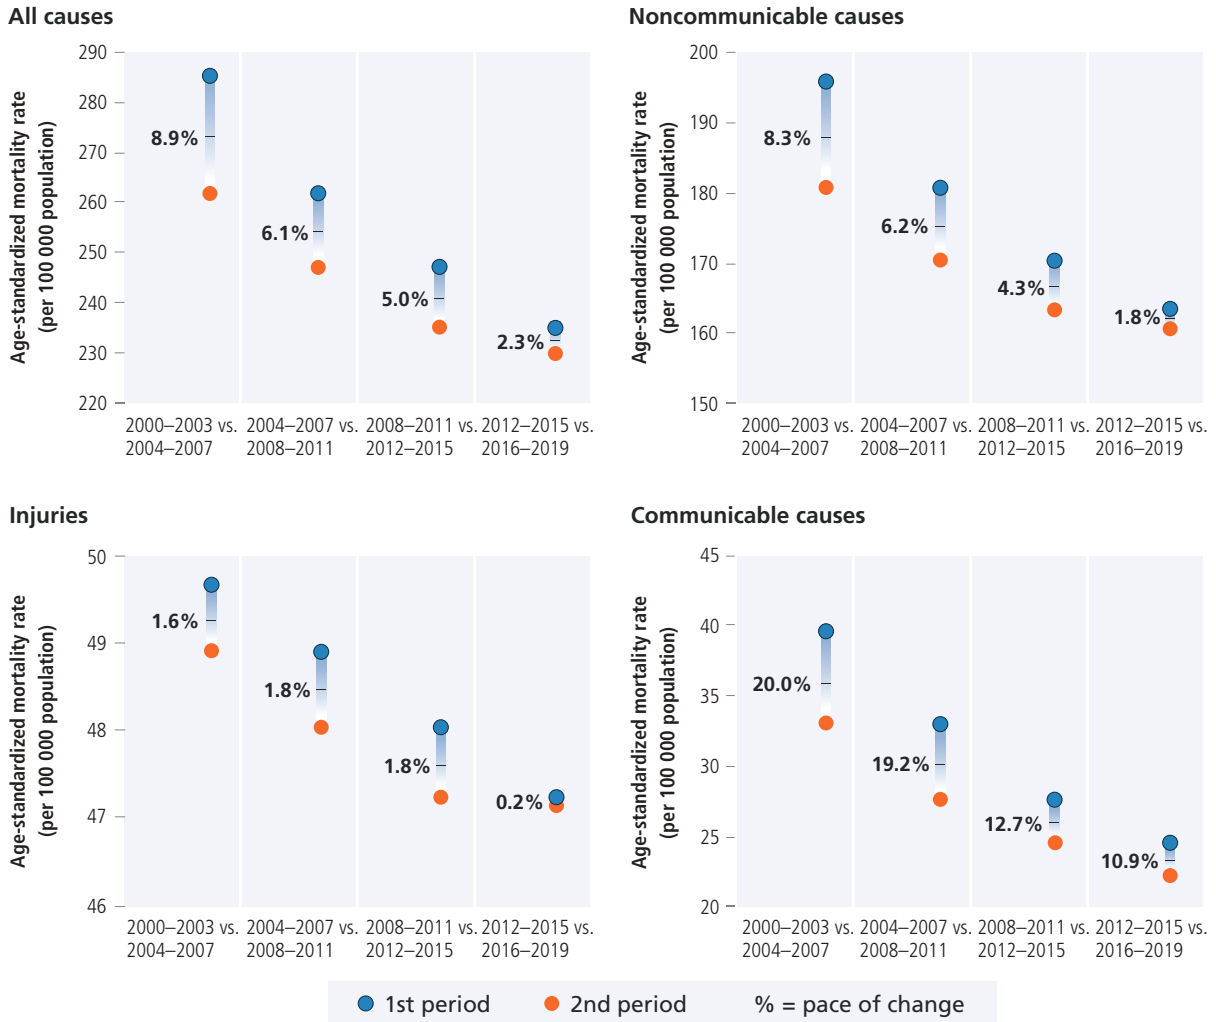 All causes
Age-standardized mortality rate
(per 100 000 population)
290
280
270
260
250
240
230
220
8.9%
6.1%
5.0%
2.3%
2000–2003 vs.
2004–2007
2004–2007 vs.
2008–2011
2008–2011 vs.
2012–2015
2012–2015 vs.
2016–2019
Noncommunicable causes
Age-standardized mortality rate
(per 100 000 population)
200
190
180
170
160
150
8.3%
6.2%
4.3%
1.8%
2000–2003 vs.
2004–2007
2004–2007 vs.
2008–2011
2008–2011 vs.
2012–2015
2012–2015 vs.
2016–2019
Injuries
Age-standardized mortality rate
(per 100 000 population)
50
49
48
47
46
1.6%
1.8%
1.8%
0.2%
2000–2003 vs.
2004–2007
2004–2007 vs.
2008–2011
2008–2011 vs.
2012–2015
2012–2015 vs.
2016–2019
Communicable causes
Age-standardized mortality rate
(per 100 000 population)
45
40
35
30
25
20
20.0%
19.2%
12.7%
10.9%
2000–2003 vs.
2004–2007
2004–2007 vs.
2008–2011
2008–2011 vs.
2012–2015
2012–2015 vs.
2016–2019
1st period
2nd period
% = pace of change